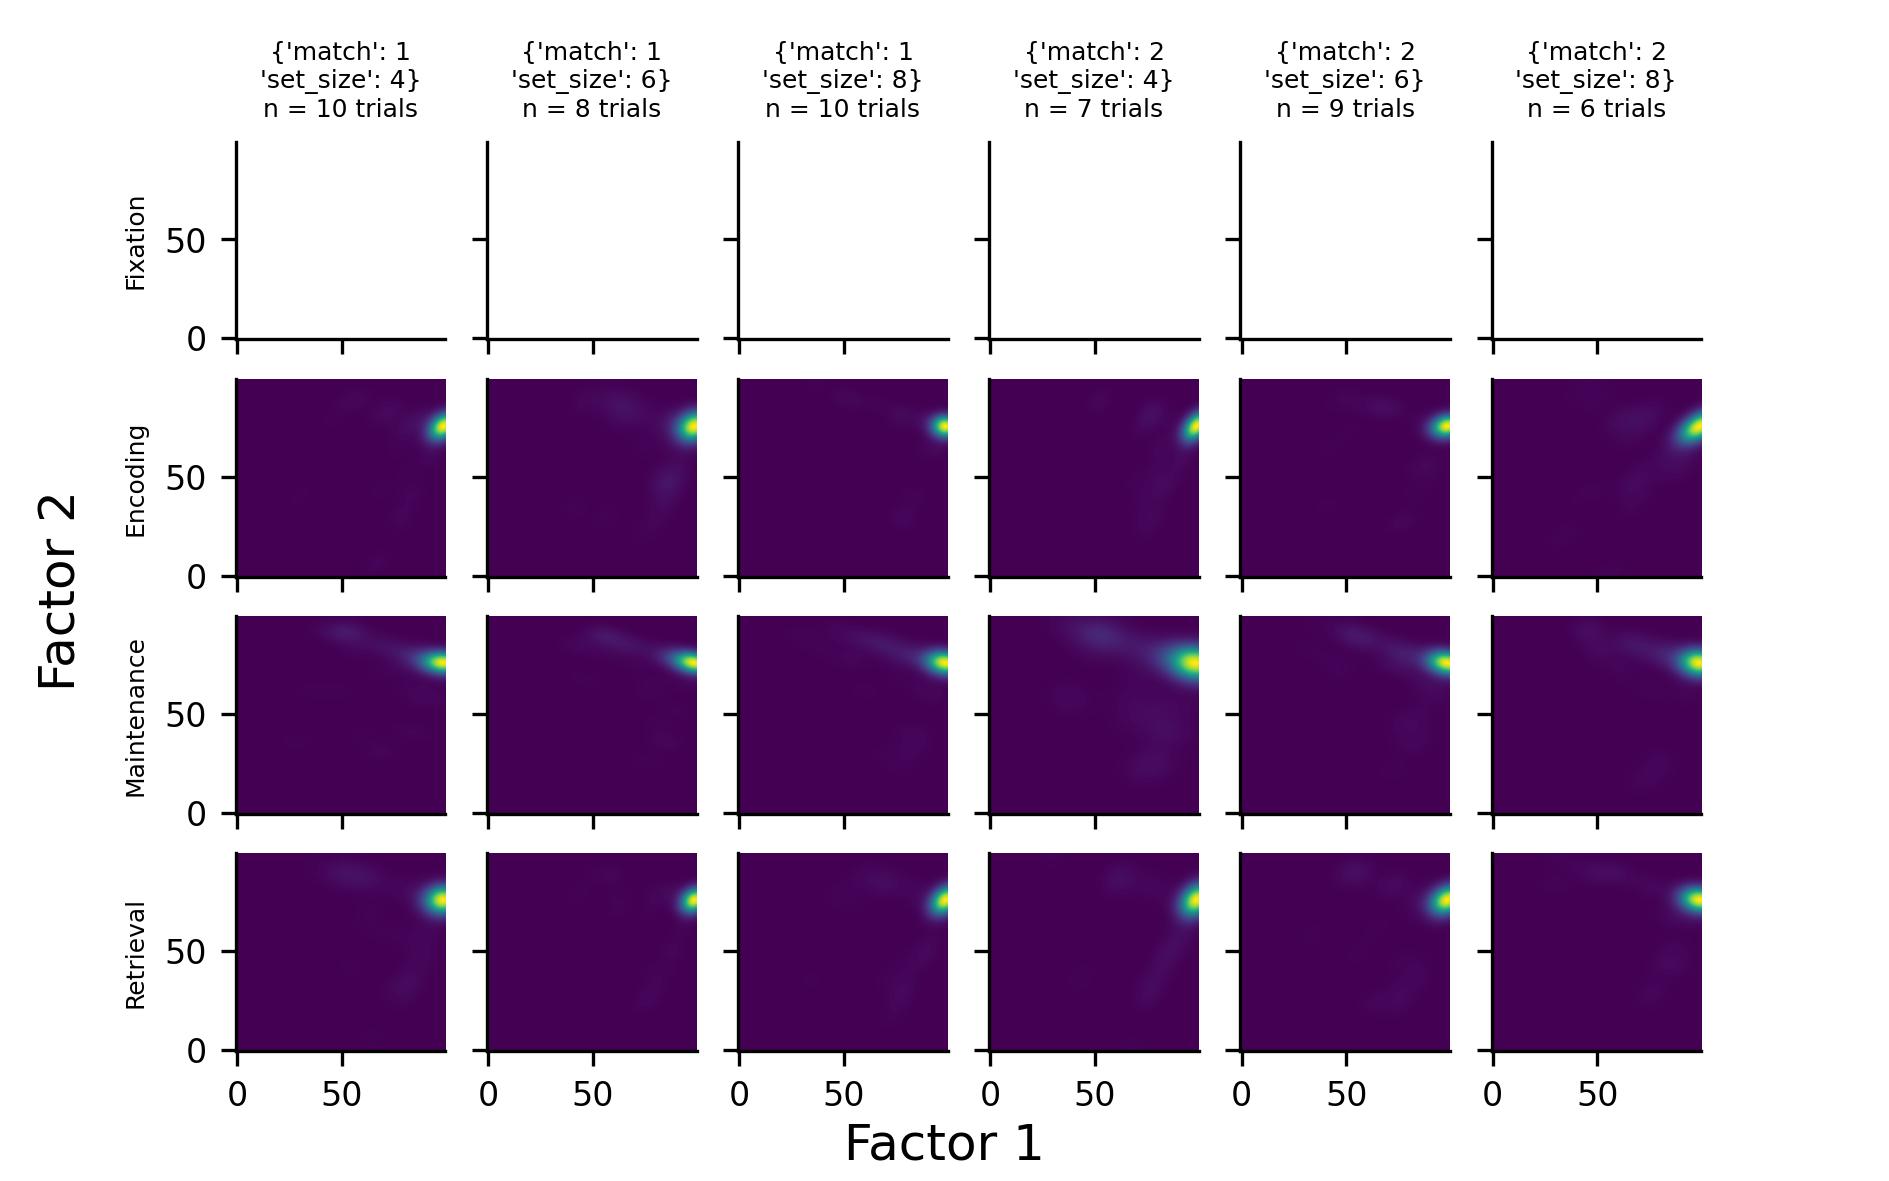 {'match': 1
'set_size': 4}
n = 10 trials
{'match': 1
'set_size': 6}
n = 8 trials
{'match': 1
'set_size': 8}
n = 10 trials
{'match': 2
'set_size': 4}
n = 7 trials
{'match': 2
'set_size': 6}
n = 9 trials
{'match': 2
'set_size': 8}
n = 6 trials
Factor 2
Fixation
50
0
Encoding
50
0
Maintenance
50
0
Retrieval
50
0
0 50 0 50 0 50 0 50 0 50 0 50
Factor 1